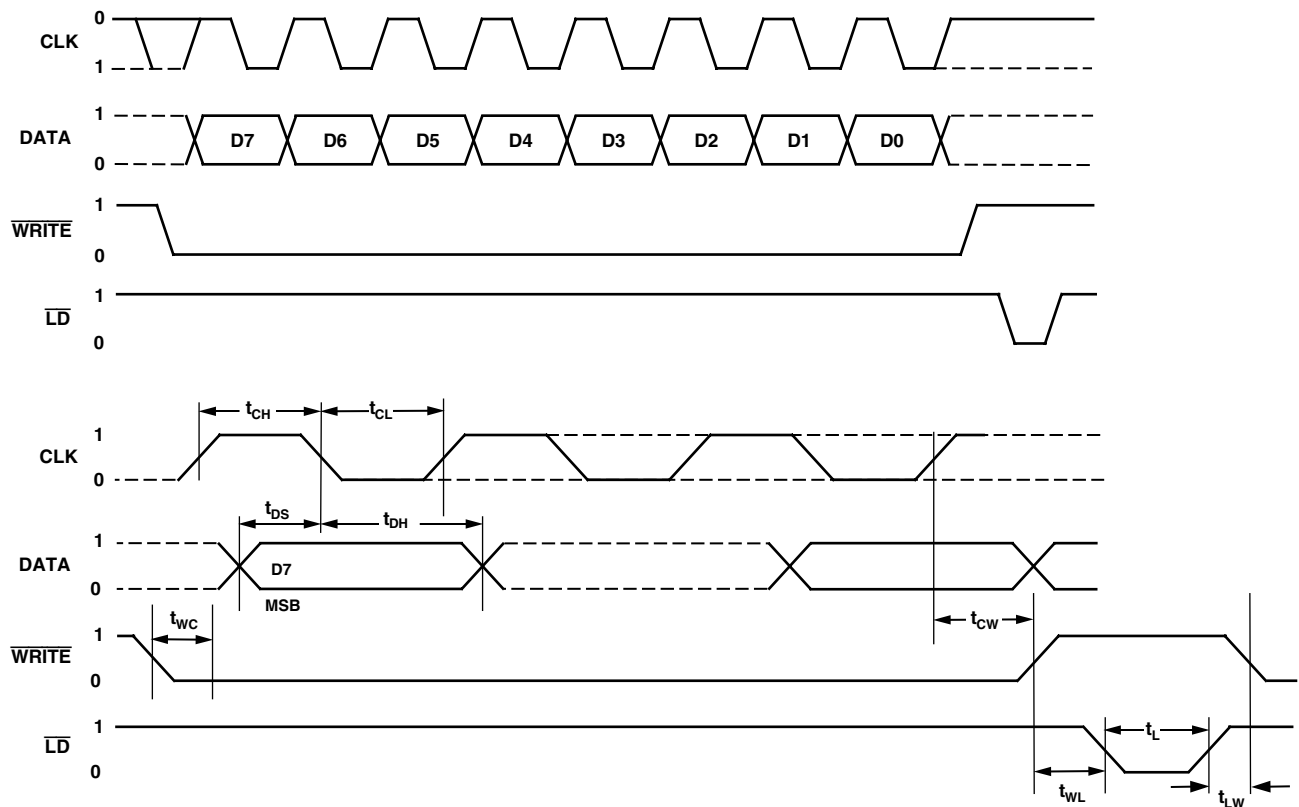 0
CLK
1
1
DATA
D7 D6 D5 D4 D3 D2 D1 D0
0
1
WRITE
0
1
LD
0
tCH tCL
1
CLK
0
tDS tDH
1
DATA
D7
0
MSB
tWC tCW
1
WRITE
0
1
tL
LD
0
tWL tLW